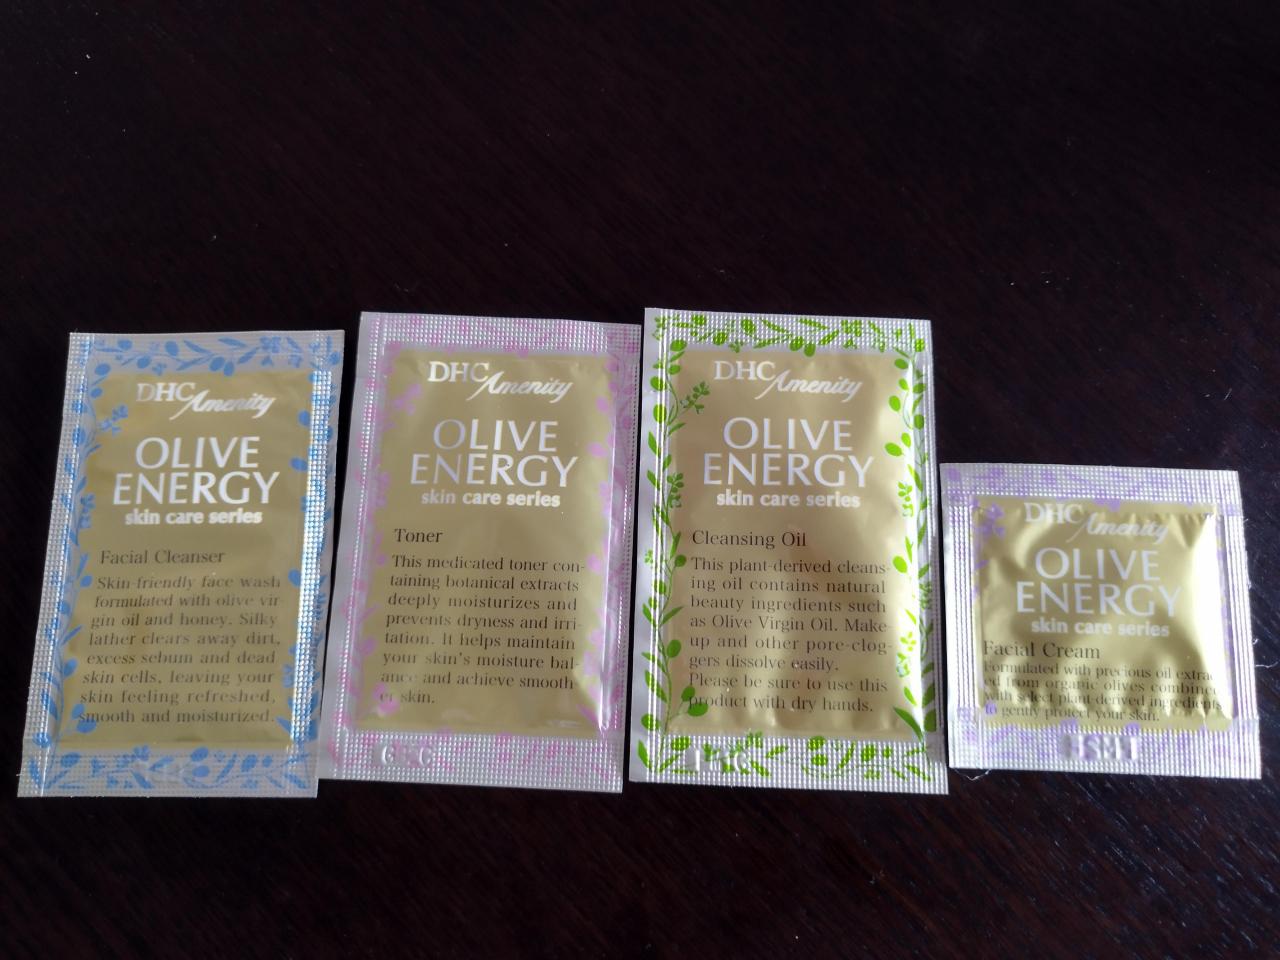 DHC Amenity
OLIVE
ENERGY
skin care series
Facial Cleanser
Skin-friendly face wash
formulated with olive vir-
gin oil and honey. Silky
lather clears away dirt,
excess sebum and dead
skin cells, leaving your
skin feeling refreshed,
smooth and moisturized.
DHC Amenity
OLIVE
ENERGY
skin care series
Toner
This medicated toner con-
taining botanical extracts
deeply moisturizes and
prevents dryness and irri-
tation. It helps maintain
your skin's moisture bal-
ance and achieve smooth-
er skin.
DHC Amenity
OLIVE
ENERGY
skin care series
Cleansing Oil
This plant-derived cleans-
ing oil contains natural
beauty ingredients such
as Olive Virgin Oil. Make-
up and other pore-clog-
gers dissolve easily.
Please be sure to use this
product with dry hands.
DHC Amenity
OLIVE
ENERGY
skin care series
Facial Cream
Formulated with precious oil extrac
ed from organic olives combined
with select plant-derived ingredients
to gently protect your skin.